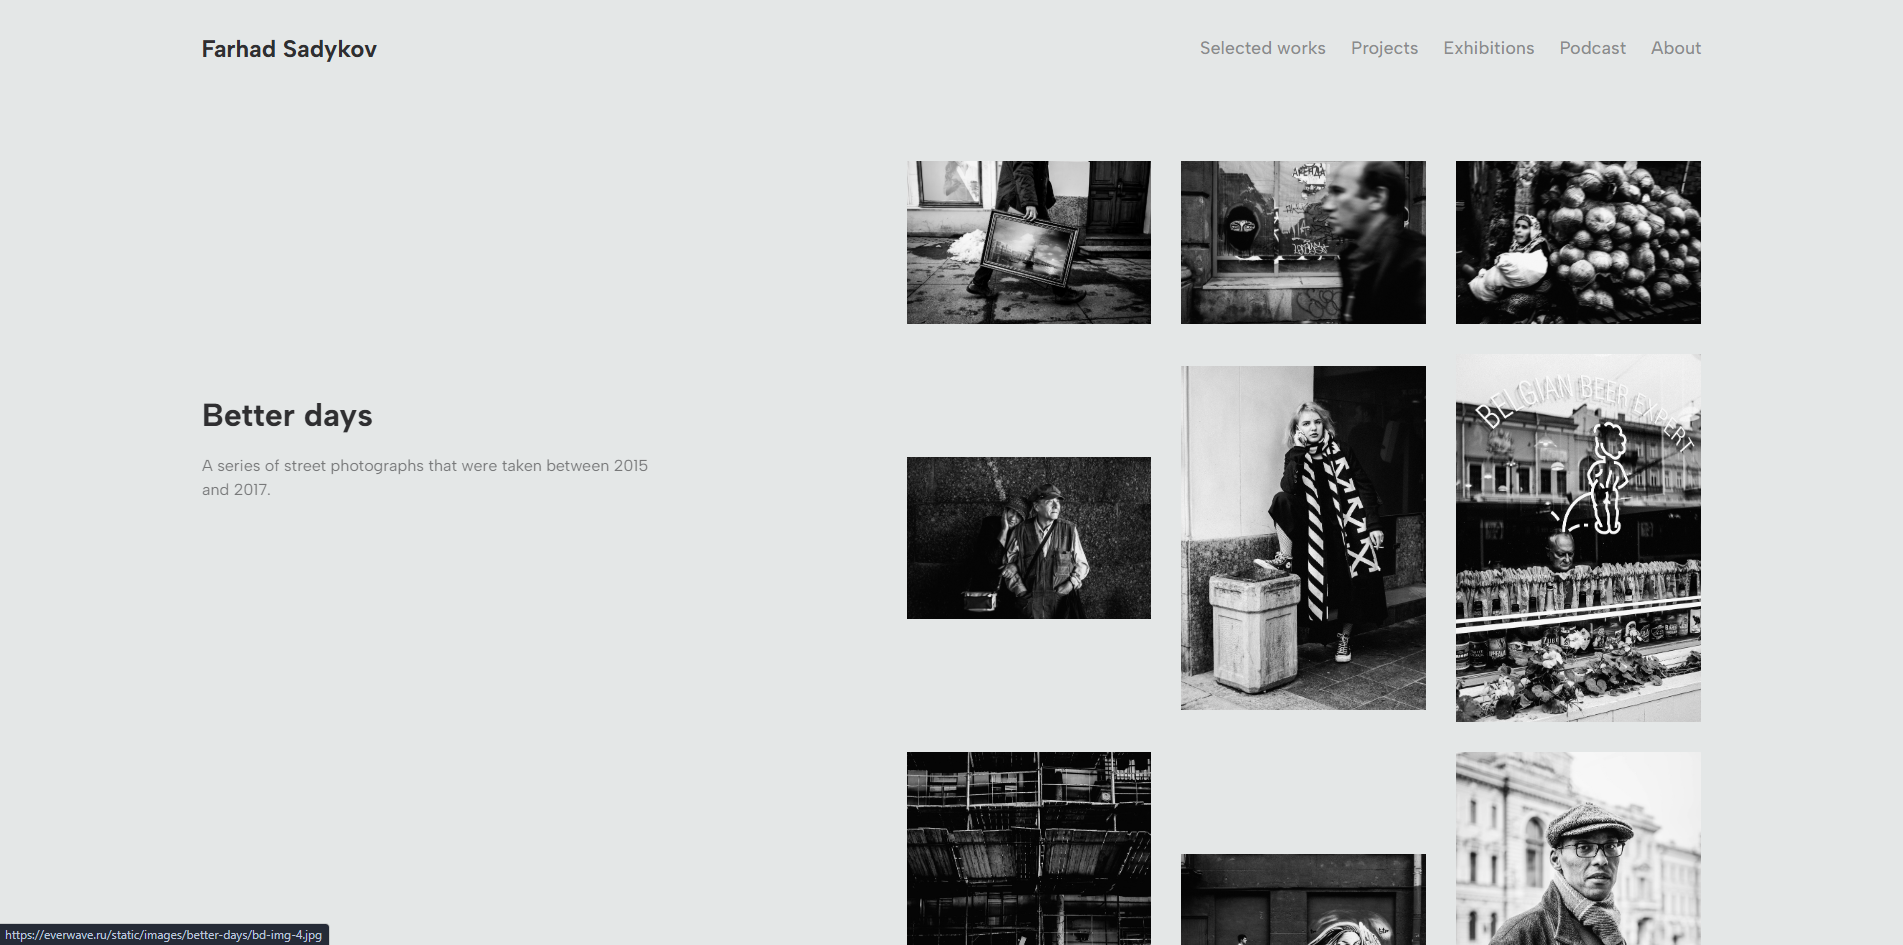 Farhad Sadykov
Selected works Projects Exhibitions Podcast About
АРЕНДА
Better days
A series of street photographs that were taken between 2015
and 2017.
BELGIAN BEER EXPERT
https://everwave.ru/static/images/better-days/bd-img-4.jpg